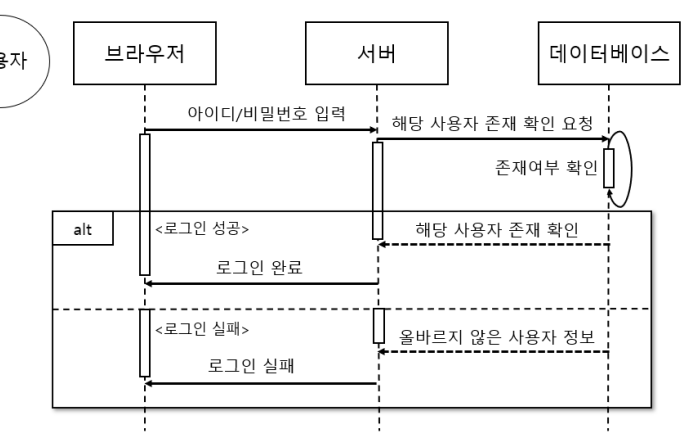 브라우저
서버
데이터베이스
아이디/비밀번호 입력
해당 사용자 존재 확인 요청
존재여부 확인
alt
<로그인 성공>
해당 사용자 존재 확인
로그인 완료
<로그인 실패>
올바르지 않은 사용자 정보
로그인 실패